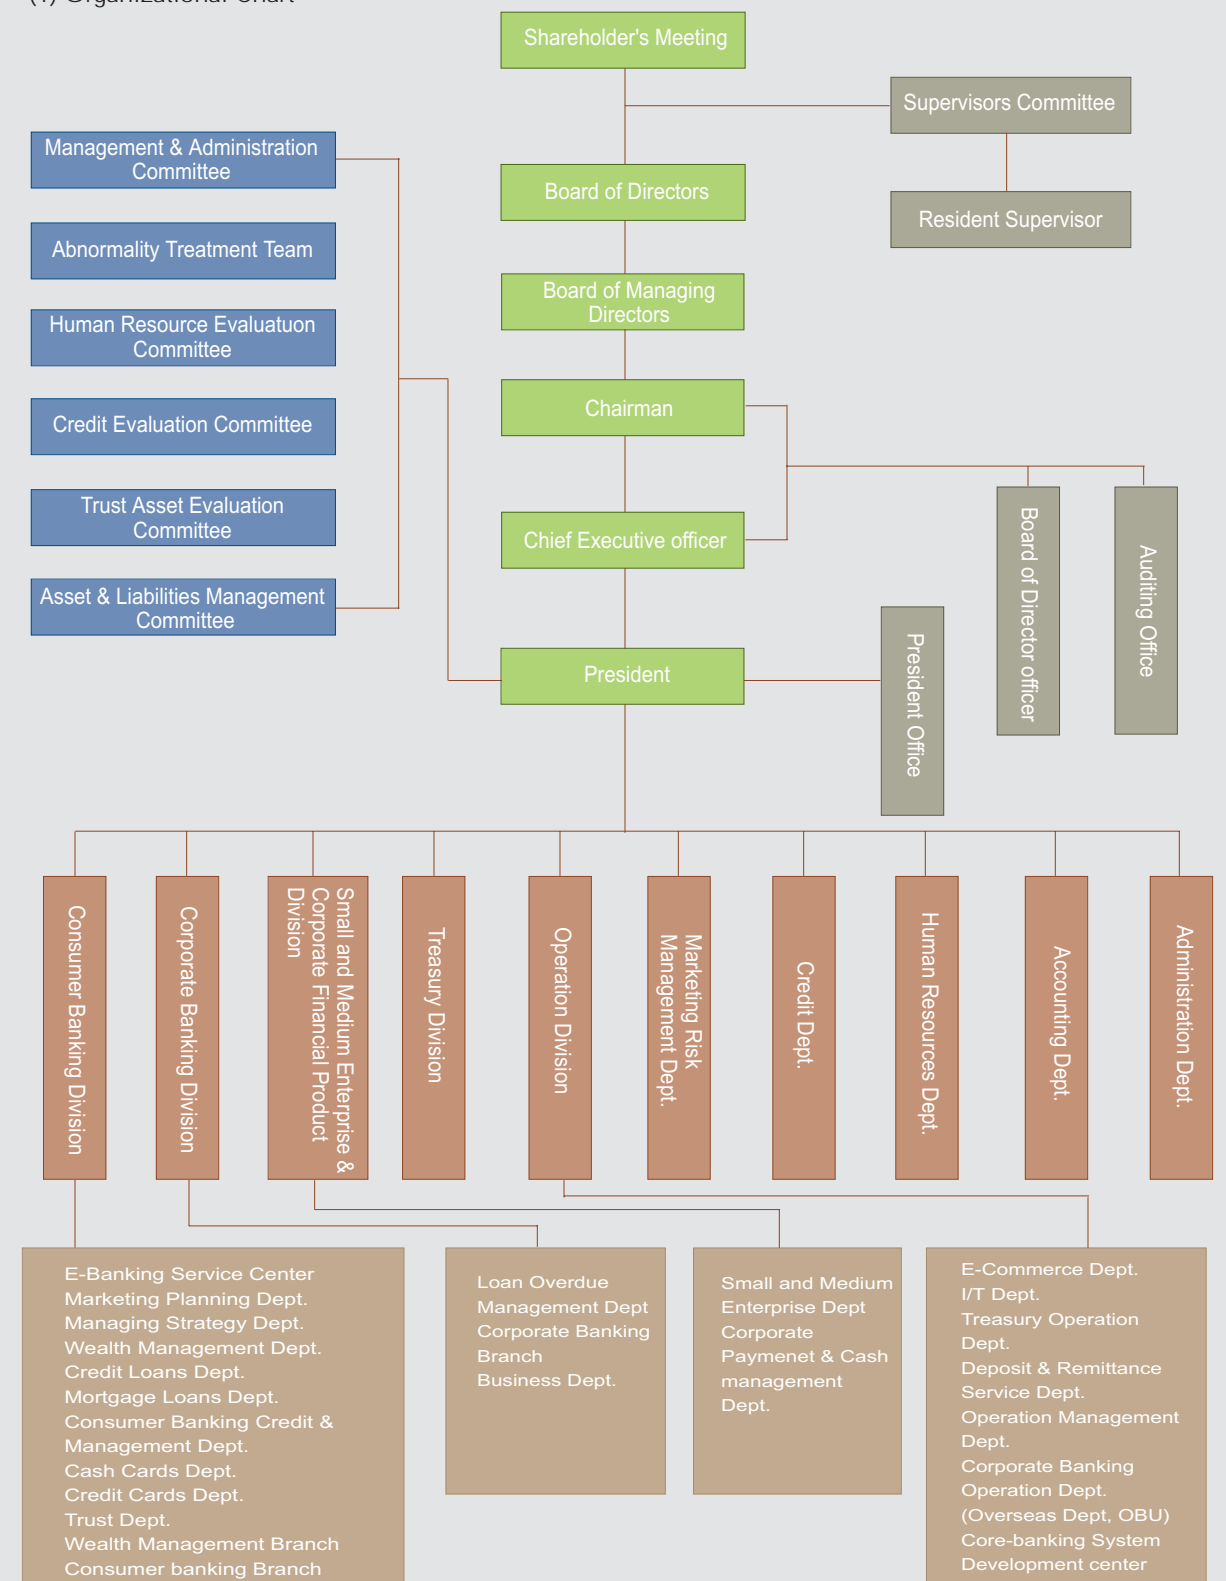 (1) Organizational Chart
Shareholder's Meeting
Supervisors Committee
Resident Supervisor
Management & Administration
Committee
Board of Directors
Abnormality Treatment Team
Board of Managing
Directors
Human Resource Evaluatuon
Committee
Chairman
Credit Evaluation Committee
Trust Asset Evaluation
Committee
Chief Executive officer
Board of Director officer
Auditing Office
Asset & Liabilities Management
Committee
President
President Office
Consumer Banking Division
Corporate Banking Division
Small and Medium Enterprise &
Corporate Financial Product
Division
Treasury Division
Operation Division
Marketing Risk
Management Dept.
Credit Dept.
Human Resources Dept.
Accounting Dept.
Administration Dept.
E-Banking Service Center
Marketing Planning Dept.
Managing Strategy Dept.
Wealth Management Dept.
Credit Loans Dept.
Mortgage Loans Dept.
Consumer Banking Credit &
Management Dept.
Cash Cards Dept.
Credit Cards Dept.
Trust Dept.
Wealth Management Branch
Consumer banking Branch
Loan Overdue
Management Dept
Corporate Banking
Branch
Business Dept.
Small and Medium
Enterprise Dept
Corporate
Paymenet & Cash
management
Dept.
E-Commerce Dept.
I/T Dept.
Treasury Operation
Dept.
Deposit & Remittance
Service Dept.
Operation Management
Dept.
Corporate Banking
Operation Dept.
(Overseas Dept, OBU)
Core-banking System
Development center